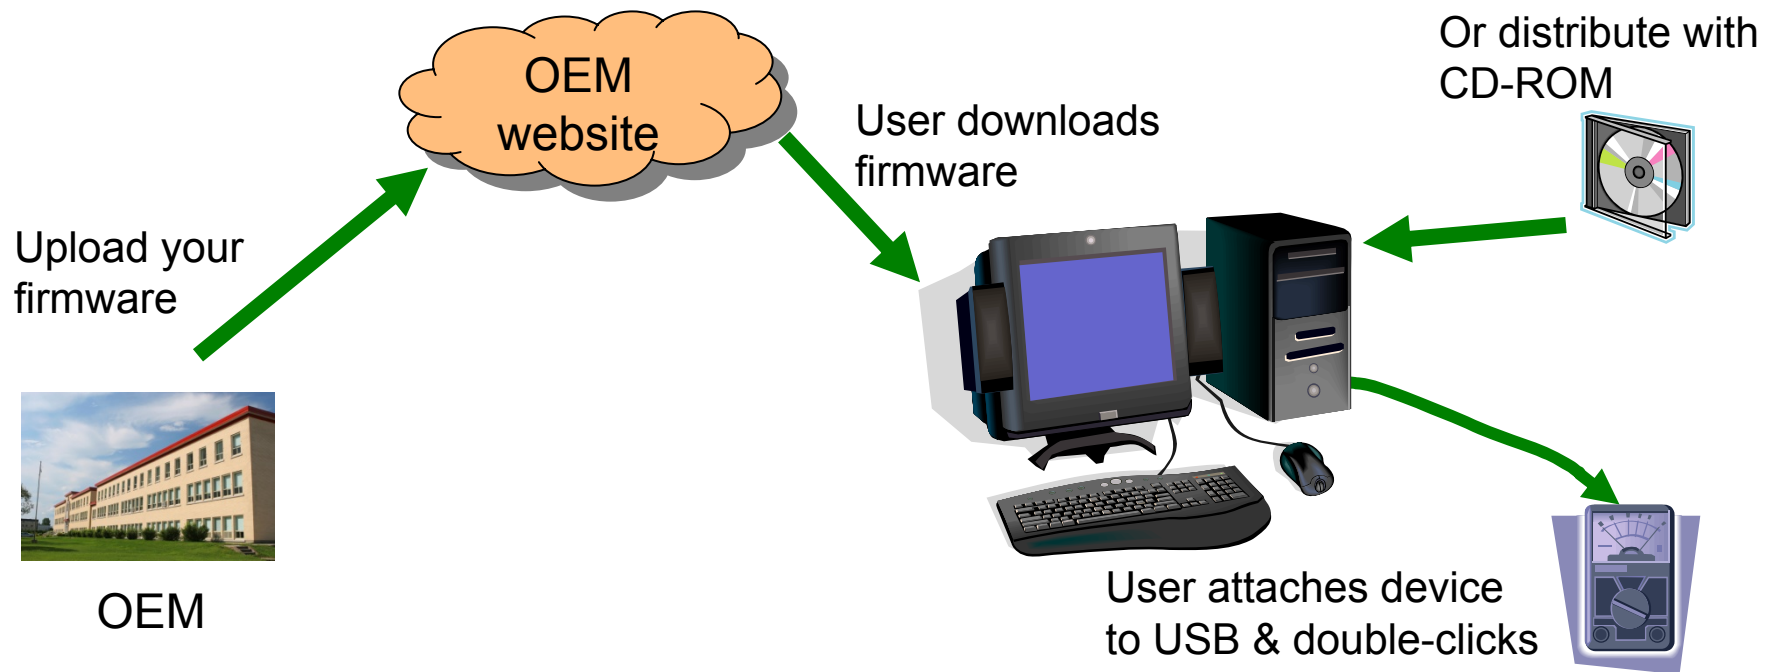 OEM
website
Or distribute with
CD-ROM
User downloads
firmware
Upload your
firmware
OEM
User attaches device
to USB & double-clicks